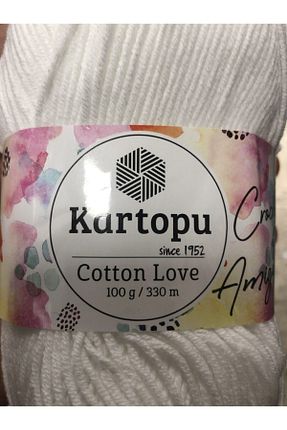 Kartopu
since 1952
Cotton Love
100 g / 330 m